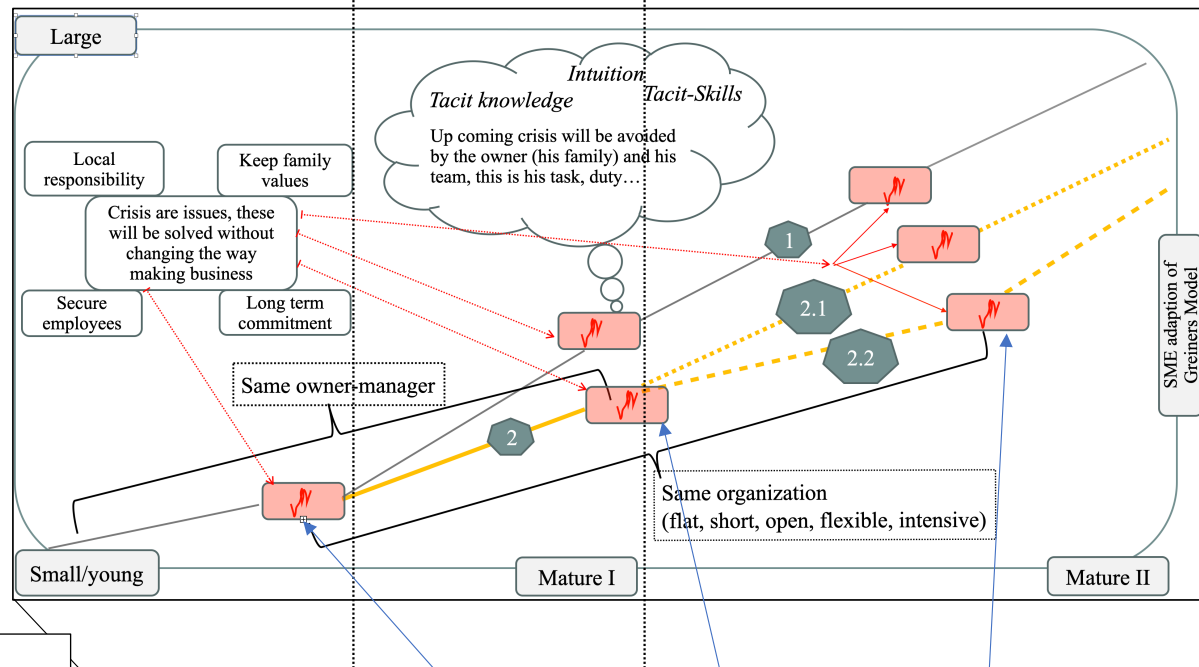 Large
Intuition
Tacit knowledge
Tacit-Skills
Up coming crisis will be avoided
by the owner (his family) and his
team, this is his task, duty…
Local
responsibility
Keep family
values
Crisis are issues, these
will be solved without
changing the way
making business
Secure
employees
Long term
commitment
1
2.1
2.2
2
Same owner-manager
Same organization
(flat, short, open, flexible, intensive)
SME adaption of
Greiners Model
Small/young
Mature I
Mature II